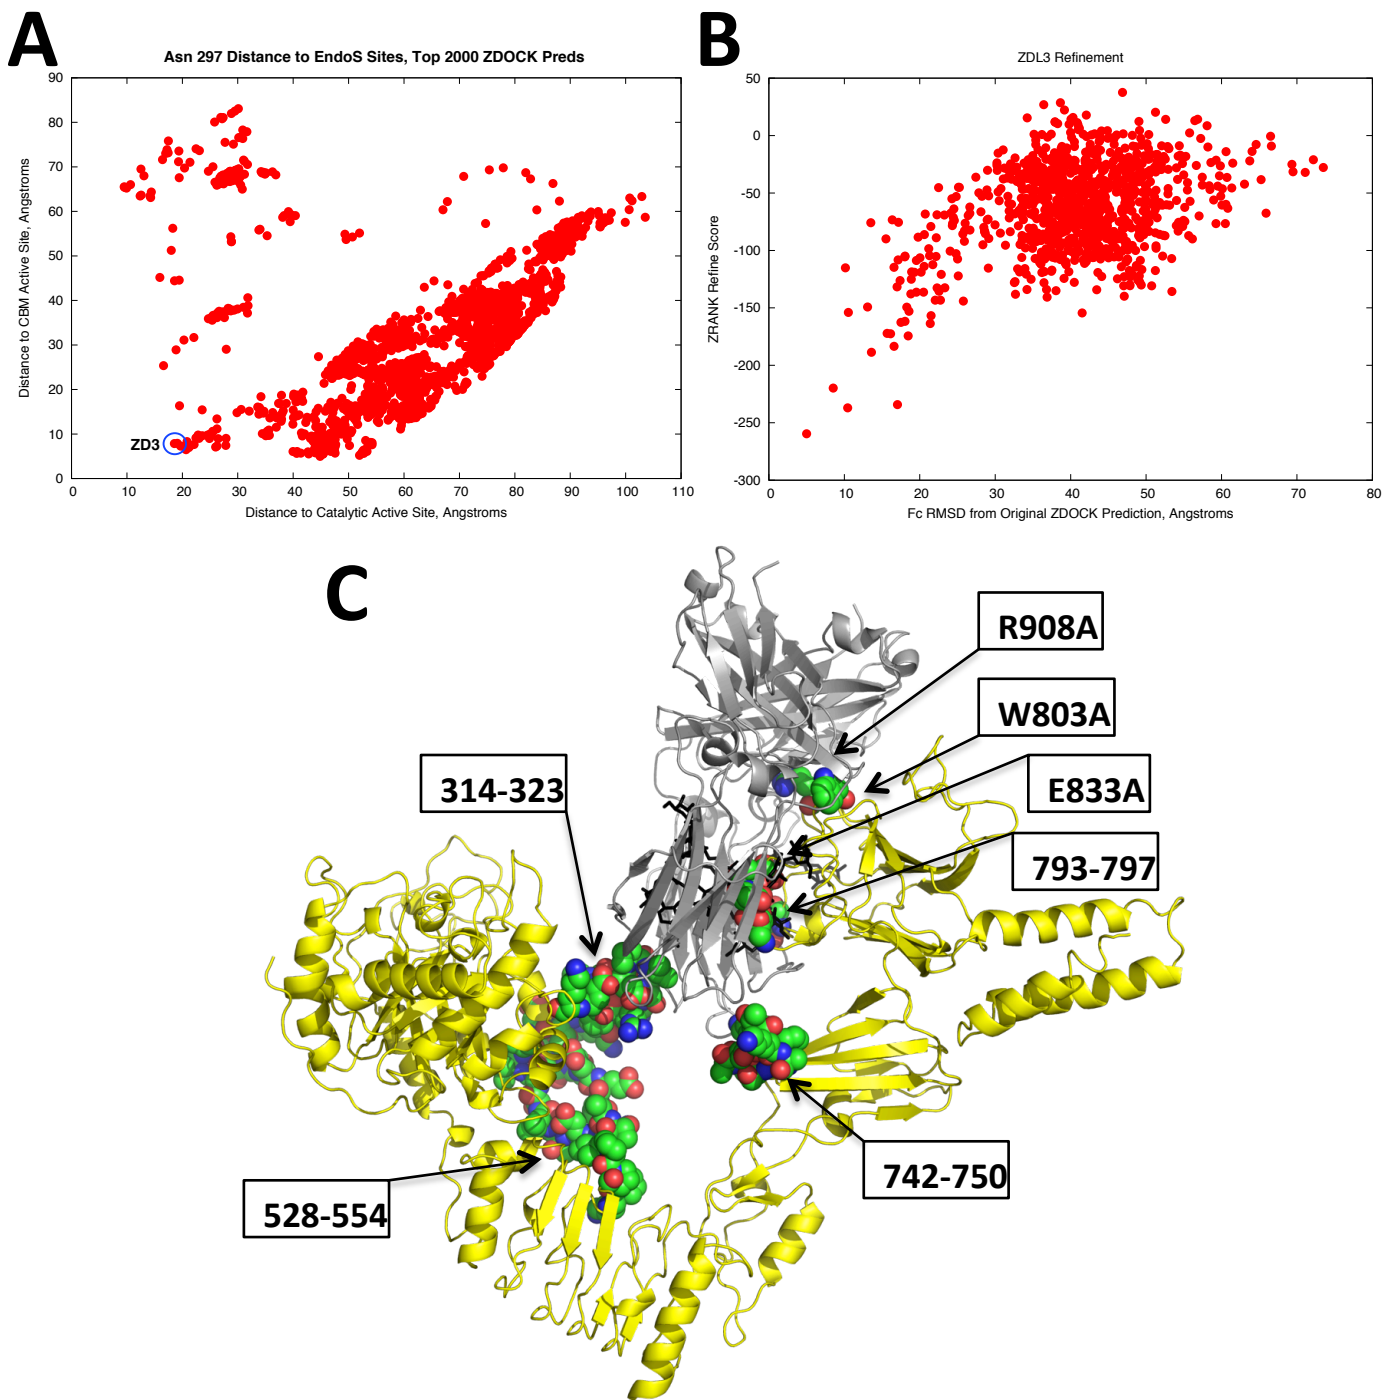 A
Asn 297 Distance to EndoS Sites, Top 2000 ZDOCK Preds
90
80
70
60
50
40
30
20
10
0
Distance to CBM Active Site, Angstroms
ZD3
0 10 20 30 40 50 60 70 80 90 100 110
Distance to Catalytic Active Site, Angstroms
B
ZDL3 Refinement
50
0
-50
-100
-150
-200
-250
-300
ZRANK Refine Score
0 10 20 30 40 50 60 70 80
Fc RMSD from Original ZDOCK Prediction, Angstroms
C
R908A
W803A
E833A
793-797
314-323
742-750
528-554